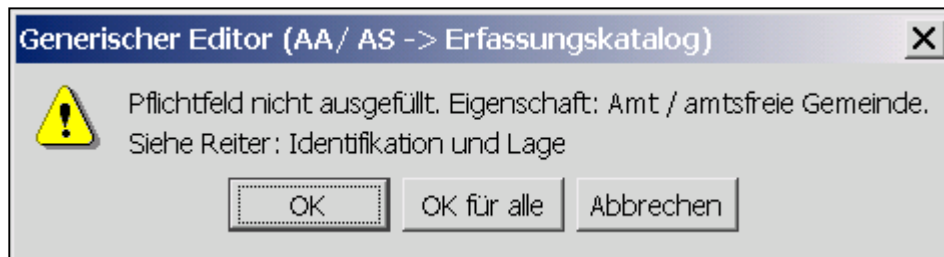 Generischer Editor (AA/ AS -> Erfassungskatalog)
Pflichtfeld nicht ausgefüllt. Eigenschaft: Amt / amtsfreie Gemeinde.
Siehe Reiter: Identifikation und Lage
OK
OK für alle
Abbrechen